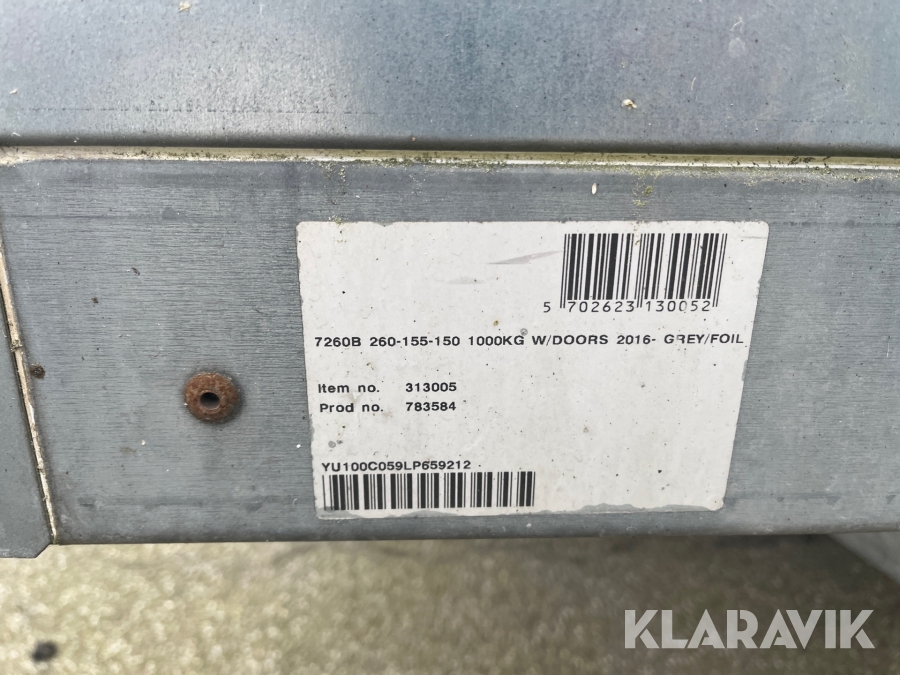 5 702623 130052
7260B 260-155-150 1000KG W/DOORS 2016- GREY/FOIL
Item no. 313005
Prod no. 783584
YU100C059LP659212
KLARAVIK